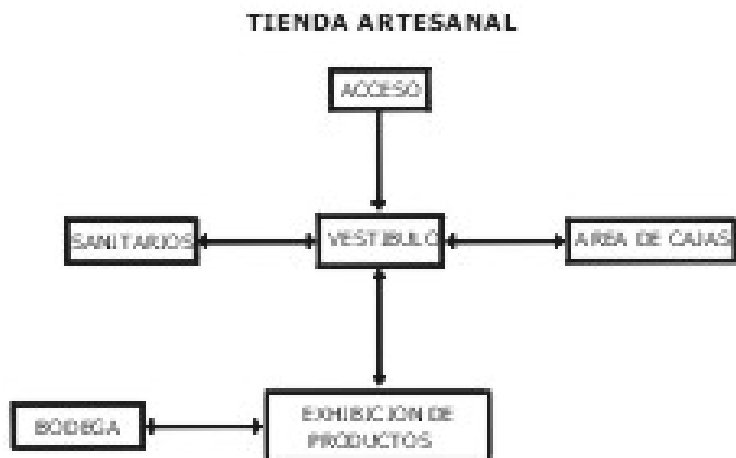 TIENDA ARTESANAL
ACCESO
SANITARIOS
VESTIBULO
AREA DE CAJAS
BODEGA
EXHIBICION DE
PRODUCTOS